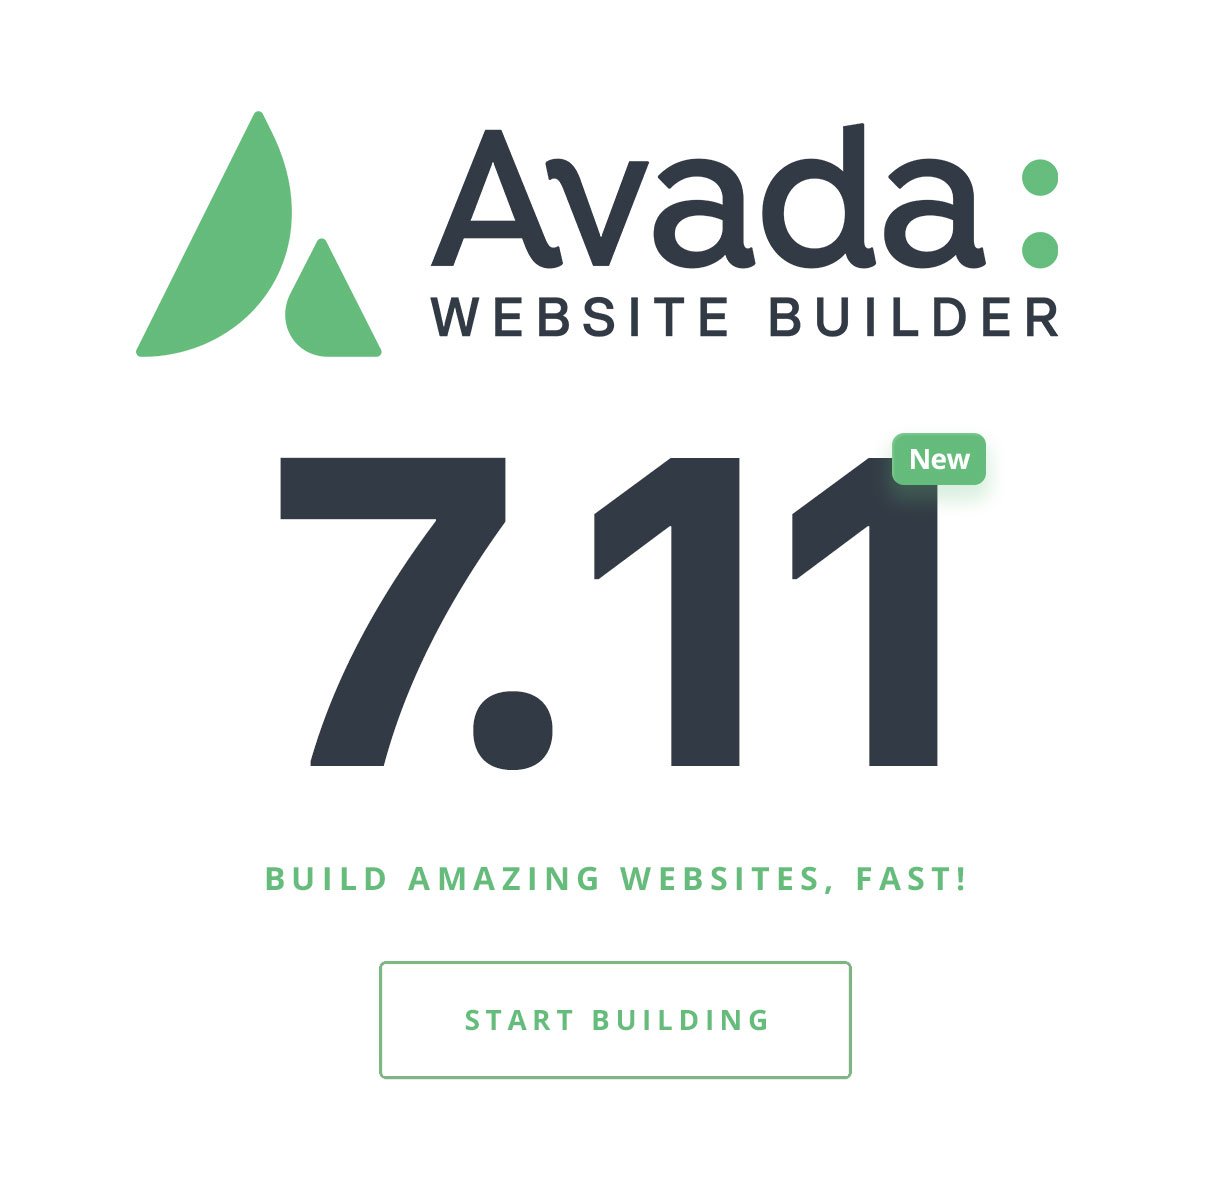 Avada:
WEBSITE BUILDER
New
7.11
BUILD AMAZING WEBSITES, FAST!
START BUILDING